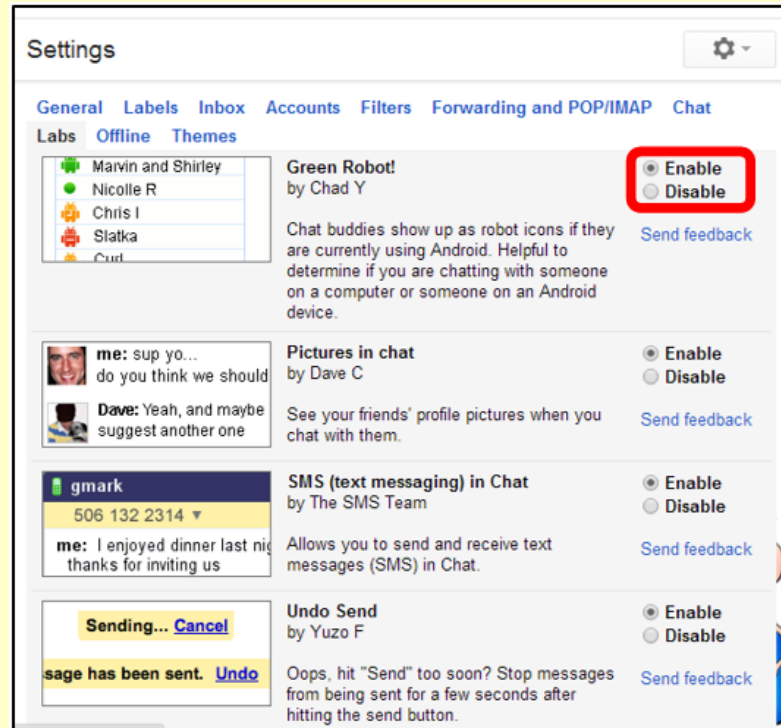 Settings
General Labels Inbox Accounts Filters Forwarding and POP/IMAP Chat
Labs Offline Themes
Marvin and Shirley
Nicolle R
Chris I
Slatka
Green Robot!
by Chad Y
Chat buddies show up as robot icons if they
are currently using Android. Helpful to
determine if you are chatting with someone
on a computer or someone on an Android
device.
Enable
Disable
Send feedback
me: sup yo...
do you think we should
Dave: Yeah, and maybe
suggest another one
Pictures in chat
by Dave C
See your friends' profile pictures when you
chat with them.
Enable
Disable
Send feedback
gmark
506 132 2314
me: I enjoyed dinner last nig
thanks for inviting us
SMS (text messaging) in Chat
by The SMS Team
Allows you to send and receive text
messages (SMS) in Chat.
Enable
Disable
Send feedback
Sending... Cancel
sage has been sent. Undo
Undo Send
by Yuzo F
Oops, hit "Send" too soon? Stop messages
from being sent for a few seconds after
hitting the send button.
Enable
Disable
Send feedback